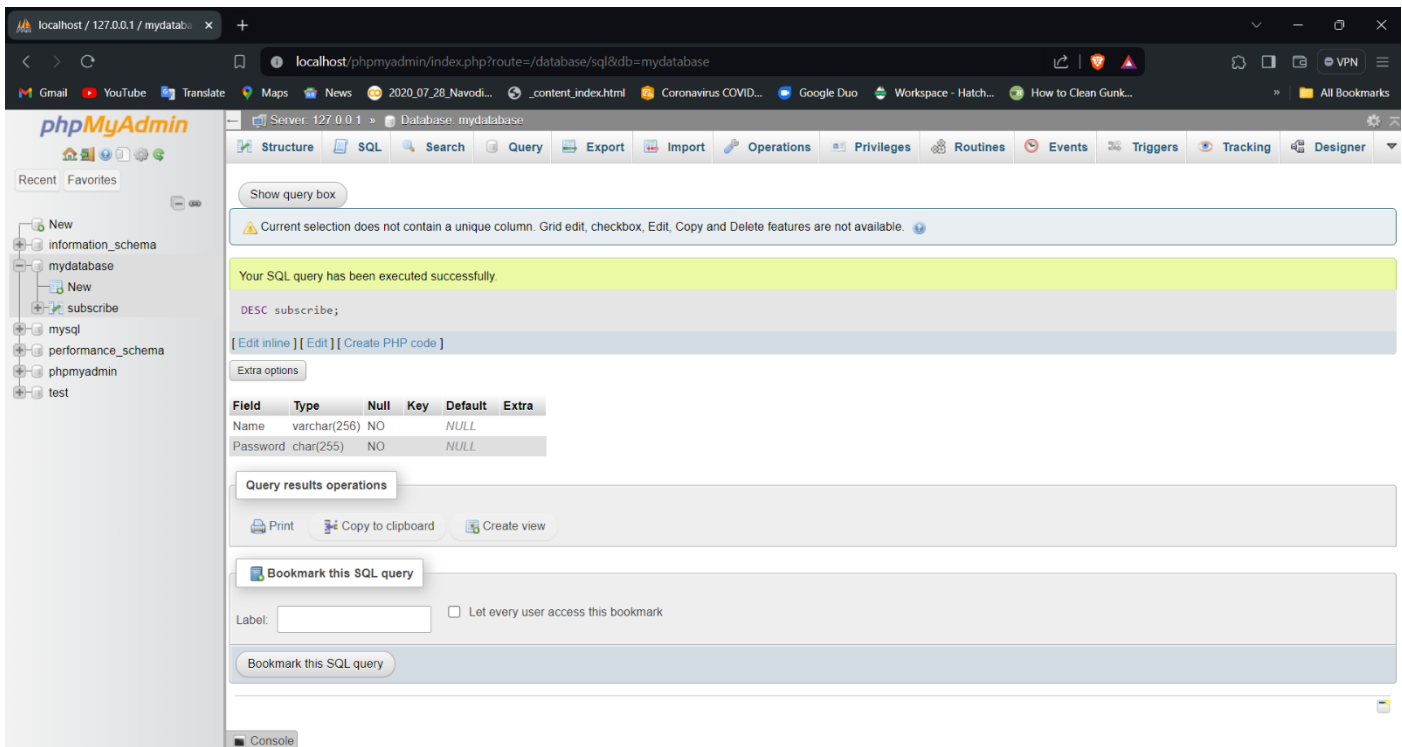 localhost / 127.0.0.1 / mydataba
localhost/phpmyadmin/index.php?route=/database/sql&db=mydatabase
VPN
Gmail YouTube Translate Maps News 2020_07_28_Navodi... _content_index.html Coronavirus COVID... Google Duo Workspace - Hatch... How to Clean Gunk... » All Bookmarks
phpMyAdmin
Recent Favorites
New
information_schema
mydatabase
New
subscribe
mysql
performance_schema
phpmyadmin
test
Server: 127.0.0.1 » Database: mydatabase
Structure SQL Search Query Export Import Operations Privileges Routines Events Triggers Tracking Designer
Show query box
Current selection does not contain a unique column. Grid edit, checkbox, Edit, Copy and Delete features are not available.
Your SQL query has been executed successfully.
DESC subscribe;
[ Edit inline ] [ Edit ] [ Create PHP code ]
Extra options
Field Type Null Key Default Extra
Name varchar(256) NO NULL
Password char(255) NO NULL
Query results operations
Print Copy to clipboard Create view
Bookmark this SQL query
Label: Let every user access this bookmark
Bookmark this SQL query
Console